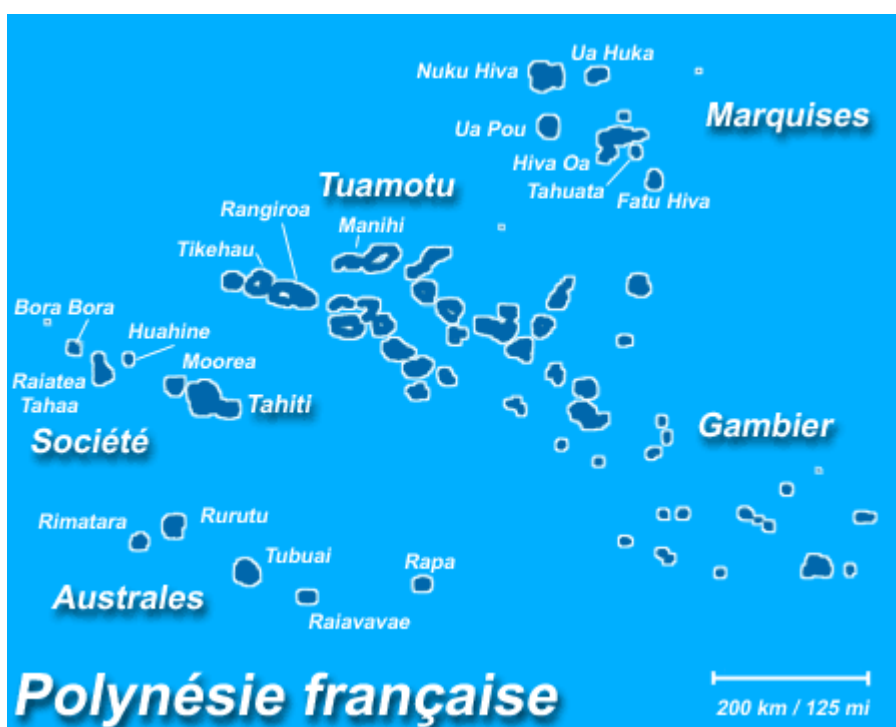 Ua Huka
Nuku Hiva
Marquises
Ua Pou
Hiva Oa
Tahuata
Fatu Hiva
Tuamotu
Rangiroa
Manihi
Tikehau
Bora Bora
Huahine
Moorea
Raiatea
Tahaa
Tahiti
Société
Gambier
Rimatara
Rurutu
Tubuai
Rapa
Australes
Raiavavae
Polynésie française
200 km / 125 mi